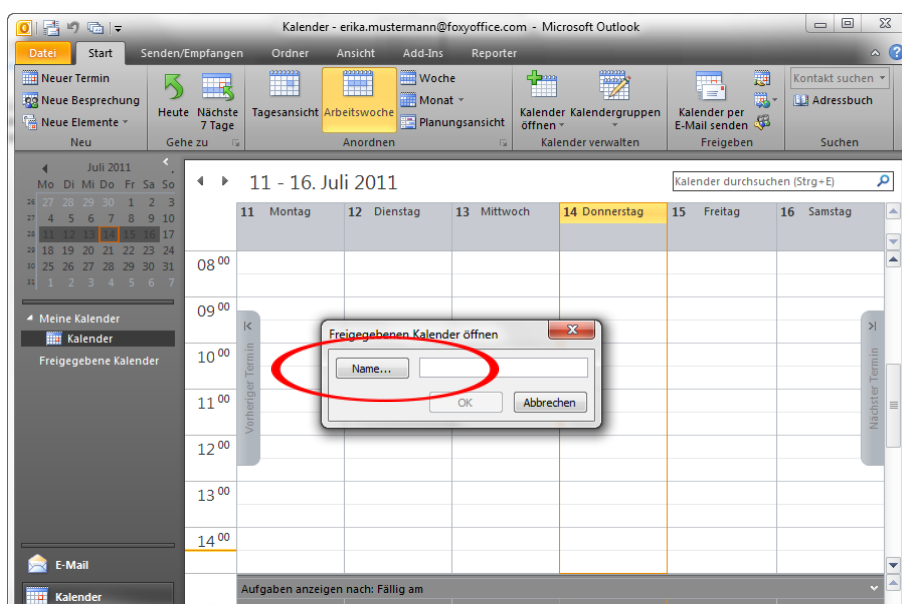 Kalender - erika.mustermann@foxyoffice.com - Microsoft Outlook
Datei Start Senden/Empfangen Ordner Ansicht Add-Ins Reporter
Neuer Termin
Neue Besprechung
Neue Elemente
Neu
Heute Nächste 7 Tage
Gehe zu
Tagesansicht Arbeitswoche
Woche
Monat
Planungsansicht
Anordnen
Kalender öffnen Kalendergruppen
Kalender verwalten
Kalender per E-Mail senden
Freigeben
Kontakt suchen
Adressbuch
Suchen
Juli 2011
Mo Di Mi Do Fr Sa So
26 27 28 29 30 1 2 3
27 4 5 6 7 8 9 10
28 11 12 13 14 15 16 17
29 18 19 20 21 22 23 24
30 25 26 27 28 29 30 31
31 1 2 3 4 5 6 7
Meine Kalender
Kalender
Freigegebene Kalender
E-Mail
Kalender
11 - 16. Juli 2011
Kalender durchsuchen (Strg+E)
11 Montag 12 Dienstag 13 Mittwoch 14 Donnerstag 15 Freitag 16 Samstag
08 00
09 00
10 00
11 00
12 00
13 00
14 00
Vorheriger Termin
Nächster Termin
Freigegebenen Kalender öffnen
Name...
OK Abbrechen
Aufgaben anzeigen nach: Fällig am